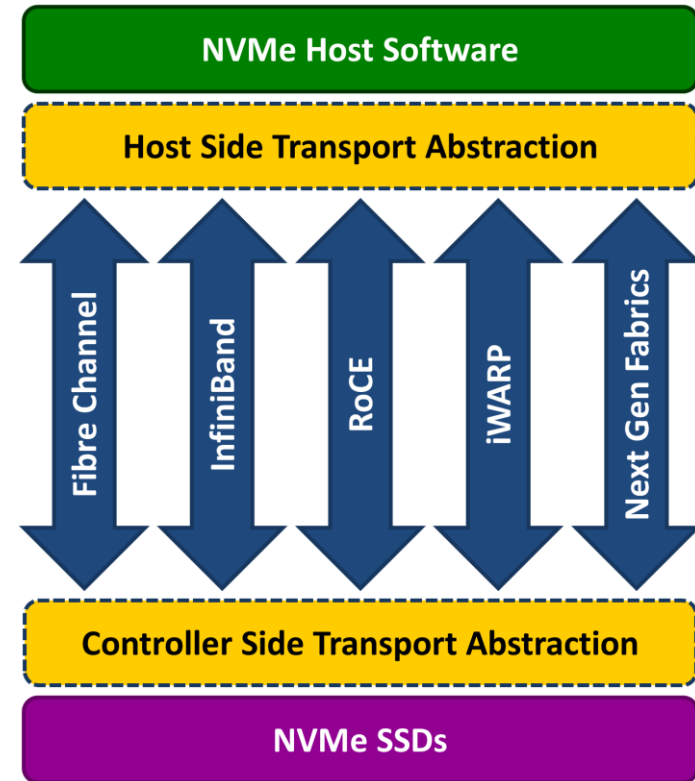 NVMe Host Software
Host Side Transport Abstraction
Fibre Channel
InfiniBand
RoCE
iWARP
Next Gen Fabrics
Controller Side Transport Abstraction
NVMe SSDs